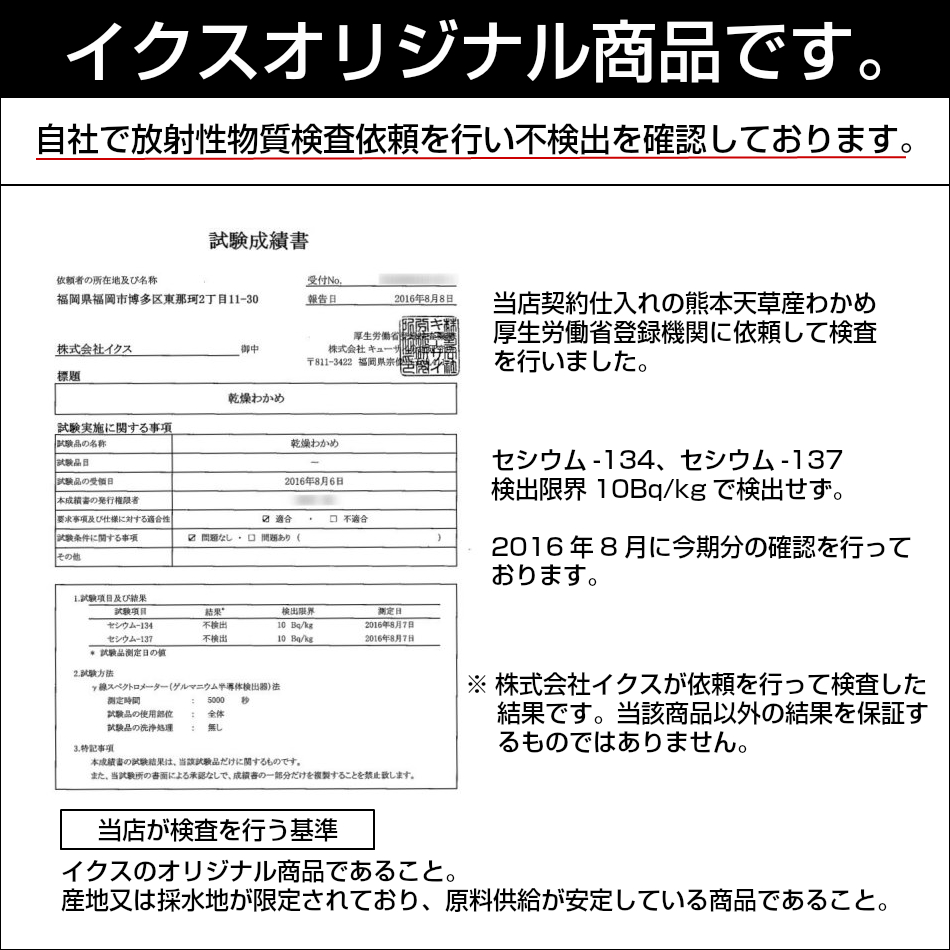 イクスオリジナル商品です。
自社で放射性物質検査依頼を行い不検出を確認しております。
試験成績書
依頼者の所在地及び名称
受付No.
福岡県福岡市博多区東那珂2丁目11-30
報告日 2016年8月8日
厚生労働省
株式会社イクス 御中
株式会社 キューサイ
〒811-3422 福岡県宗像
標題
乾燥わかめ
試験実施に関する事項
試験品の名称 乾燥わかめ
試験品目 ―
試験品の受領日 2016年8月6日
本成績書の発行権限者
要求事項及び仕様に対する適合性 ☑ 適合 ・ □ 不適合
試験条件に関する事項 ☑ 問題なし ・ □ 問題あり ( )
その他
1.試験項目及び結果
試験項目 結果* 検出限界 測定日
セシウム-134 不検出 10 Bq/kg 2016年8月7日
セシウム-137 不検出 10 Bq/kg 2016年8月7日
* 試験品測定日の値
2.試験方法
γ線スペクトロメーター(ゲルマニウム半導体検出器)法
測定時間 : 5000 秒
試験品の使用部位 : 全体
試験品の洗浄処理 : 無し
3.特記事項
本成績書の試験結果は、当該試験品だけに関するものです。
また、当試験所の書面による承認なしで、成績書の一部分だけを複製することを禁止致します。
当店契約仕入れの熊本天草産わかめ
厚生労働省登録機関に依頼して検査
を行いました。
セシウム -134、セシウム -137
検出限界 10Bq/kg で検出せず。
2016 年 8 月に今期分の確認を行って
おります。
※ 株式会社イクスが依頼を行って検査した
結果です。当該商品以外の結果を保証す
るものではありません。
当店が検査を行う基準
イクスのオリジナル商品であること。
産地又は採水地が限定されており、原料供給が安定している商品であること。